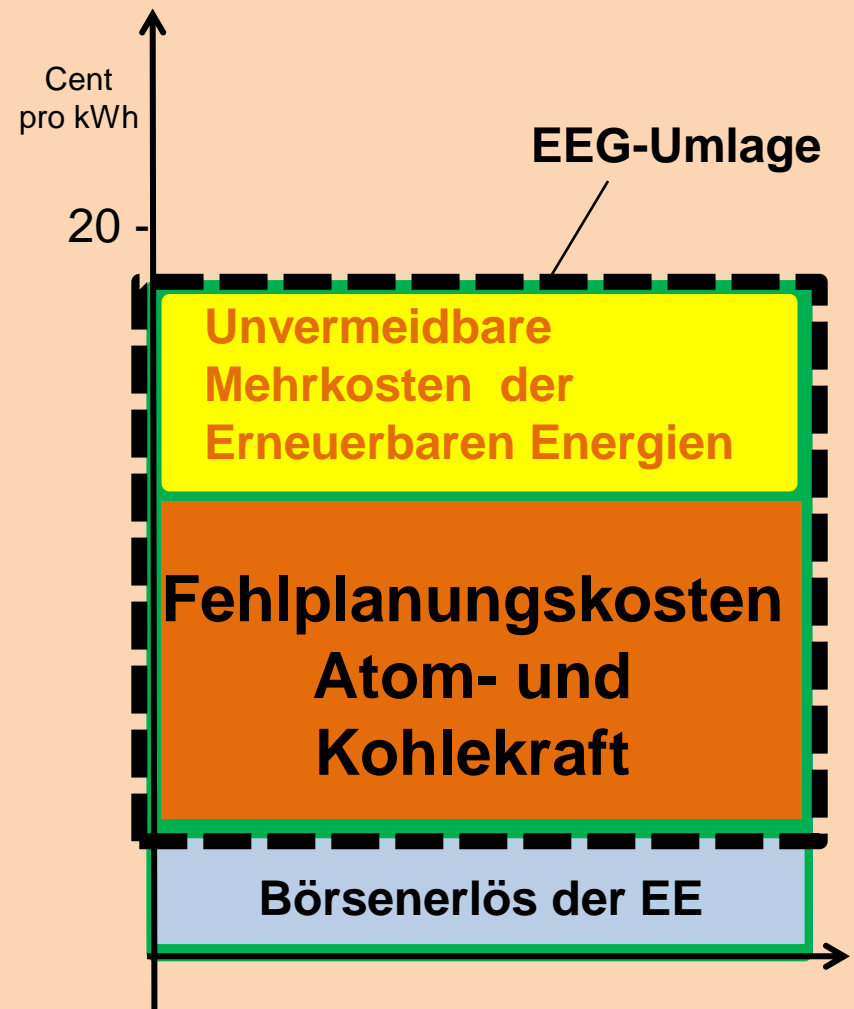 Cent
pro kWh
EEG-Umlage
20 -
Unvermeidbare
Mehrkosten der
Erneuerbaren Energien
Fehlplanungskosten
Atom- und
Kohlekraft
Börsenerlös der EE